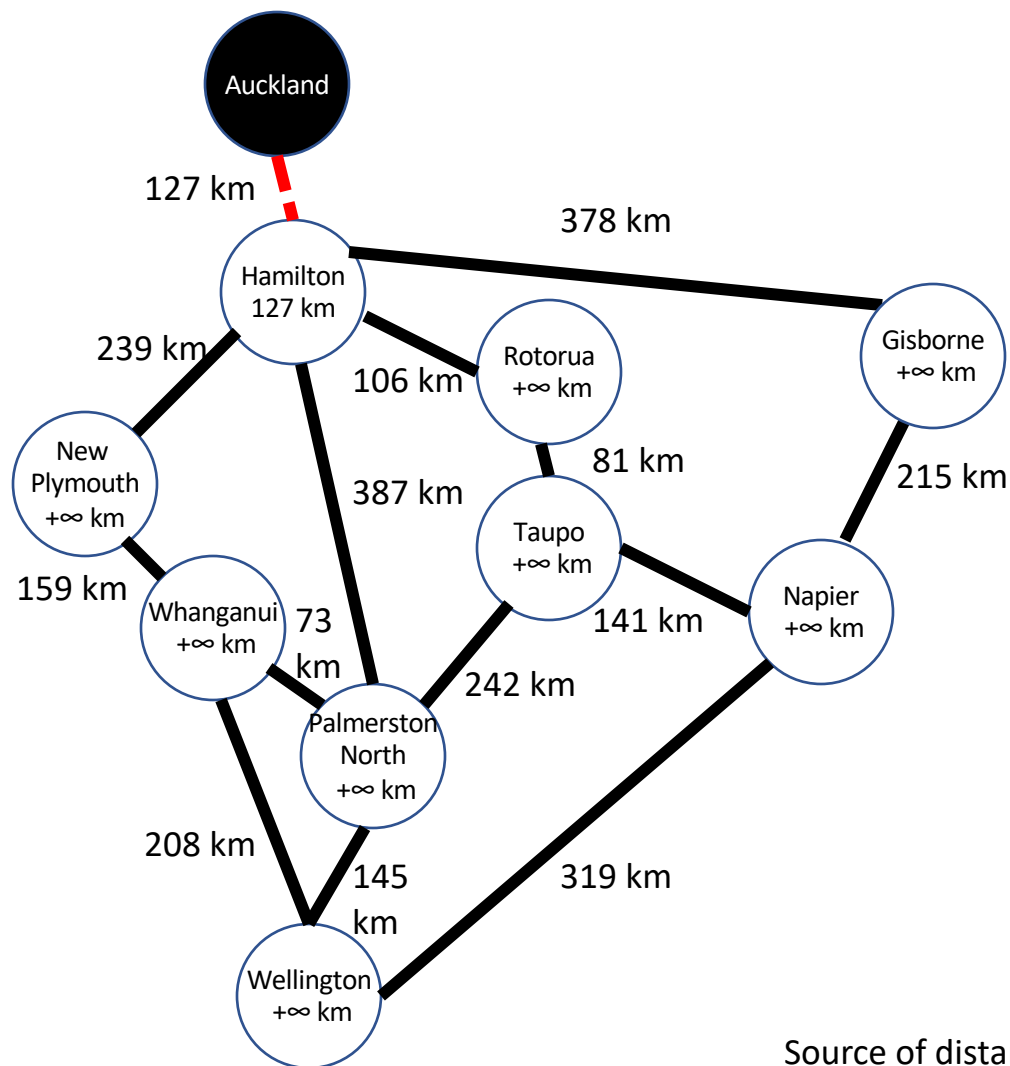 Auckland
127 km
378 km
Hamilton
127 km
Gisborne
+∞ km
239 km
Rotorua
+∞ km
106 km
New
Plymouth
+∞ km
81 km
215 km
387 km
Taupo
+∞ km
159 km
Whanganui
+∞ km
73
km
141 km
Napier
+∞ km
242 km
Palmerston
North
+∞ km
208 km
145
km
319 km
Wellington
+∞ km
Source of dista